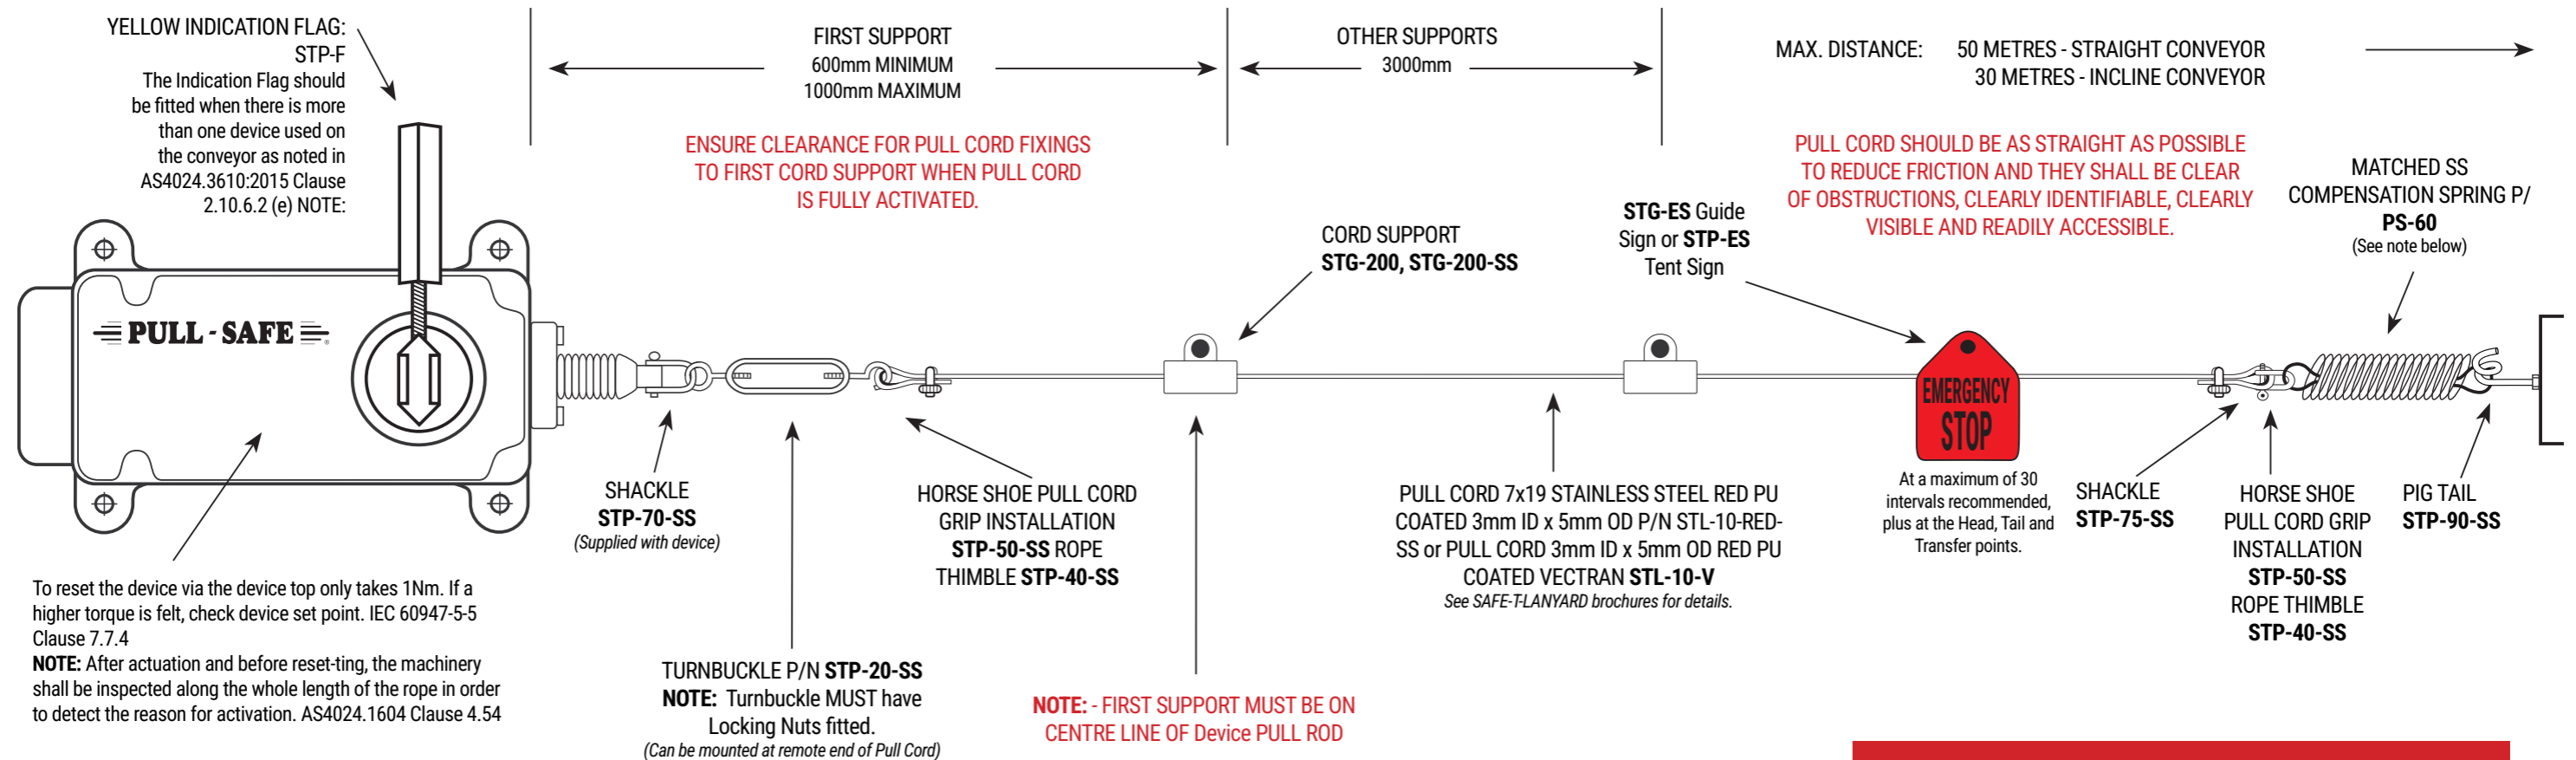 YELLOW INDICATION FLAG:
STP-F
The Indication Flag should
be fitted when there is more
than one device used on
the conveyor as noted in
AS4024.3610:2015 Clause
2.10.6.2 (e) NOTE:
FIRST SUPPORT
600mm MINIMUM
1000mm MAXIMUM
OTHER SUPPORTS
3000mm
MAX. DISTANCE: 50 METRES - STRAIGHT CONVEYOR
30 METRES - INCLINE CONVEYOR
ENSURE CLEARANCE FOR PULL CORD FIXINGS
TO FIRST CORD SUPPORT WHEN PULL CORD
IS FULLY ACTIVATED.
PULL CORD SHOULD BE AS STRAIGHT AS POSSIBLE
TO REDUCE FRICTION AND THEY SHALL BE CLEAR
OF OBSTRUCTIONS, CLEARLY IDENTIFIABLE, CLEARLY
VISIBLE AND READILY ACCESSIBLE.
MATCHED SS
COMPENSATION SPRING P/
PS-60
(See note below)
CORD SUPPORT
STG-200, STG-200-SS
STG-ES Guide
Sign or STP-ES
Tent Sign
PULL - SAFE ®
EMERGENCY
STOP
To reset the device via the device top only takes 1Nm. If a
higher torque is felt, check device set point. IEC 60947-5-5
Clause 7.7.4
NOTE: After actuation and before reset-ting, the machinery
shall be inspected along the whole length of the rope in order
to detect the reason for activation. AS4024.1604 Clause 4.54
SHACKLE
STP-70-SS
(Supplied with device)
TURNBUCKLE P/N STP-20-SS
NOTE: Turnbuckle MUST have
Locking Nuts fitted.
(Can be mounted at remote end of Pull Cord)
HORSE SHOE PULL CORD
GRIP INSTALLATION
STP-50-SS ROPE
THIMBLE STP-40-SS
NOTE: - FIRST SUPPORT MUST BE ON
CENTRE LINE OF Device PULL ROD
PULL CORD 7x19 STAINLESS STEEL RED PU
COATED 3mm ID x 5mm OD P/N STL-10-RED-
SS or PULL CORD 3mm ID x 5mm OD RED PU
COATED VECTRAN STL-10-V
See SAFE-T-LANYARD brochures for details.
At a maximum of 30
intervals recommended,
plus at the Head, Tail and
Transfer points.
SHACKLE
STP-75-SS
HORSE SHOE
PULL CORD GRIP
INSTALLATION
STP-50-SS
ROPE THIMBLE
STP-40-SS
PIG TAIL
STP-90-SS